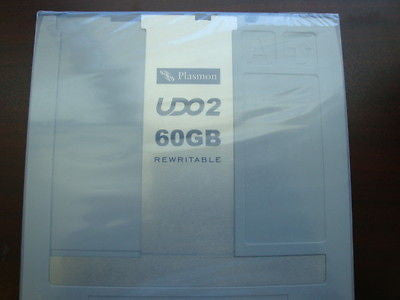 Plasmon
UDO2
60GB
REWRITABLE